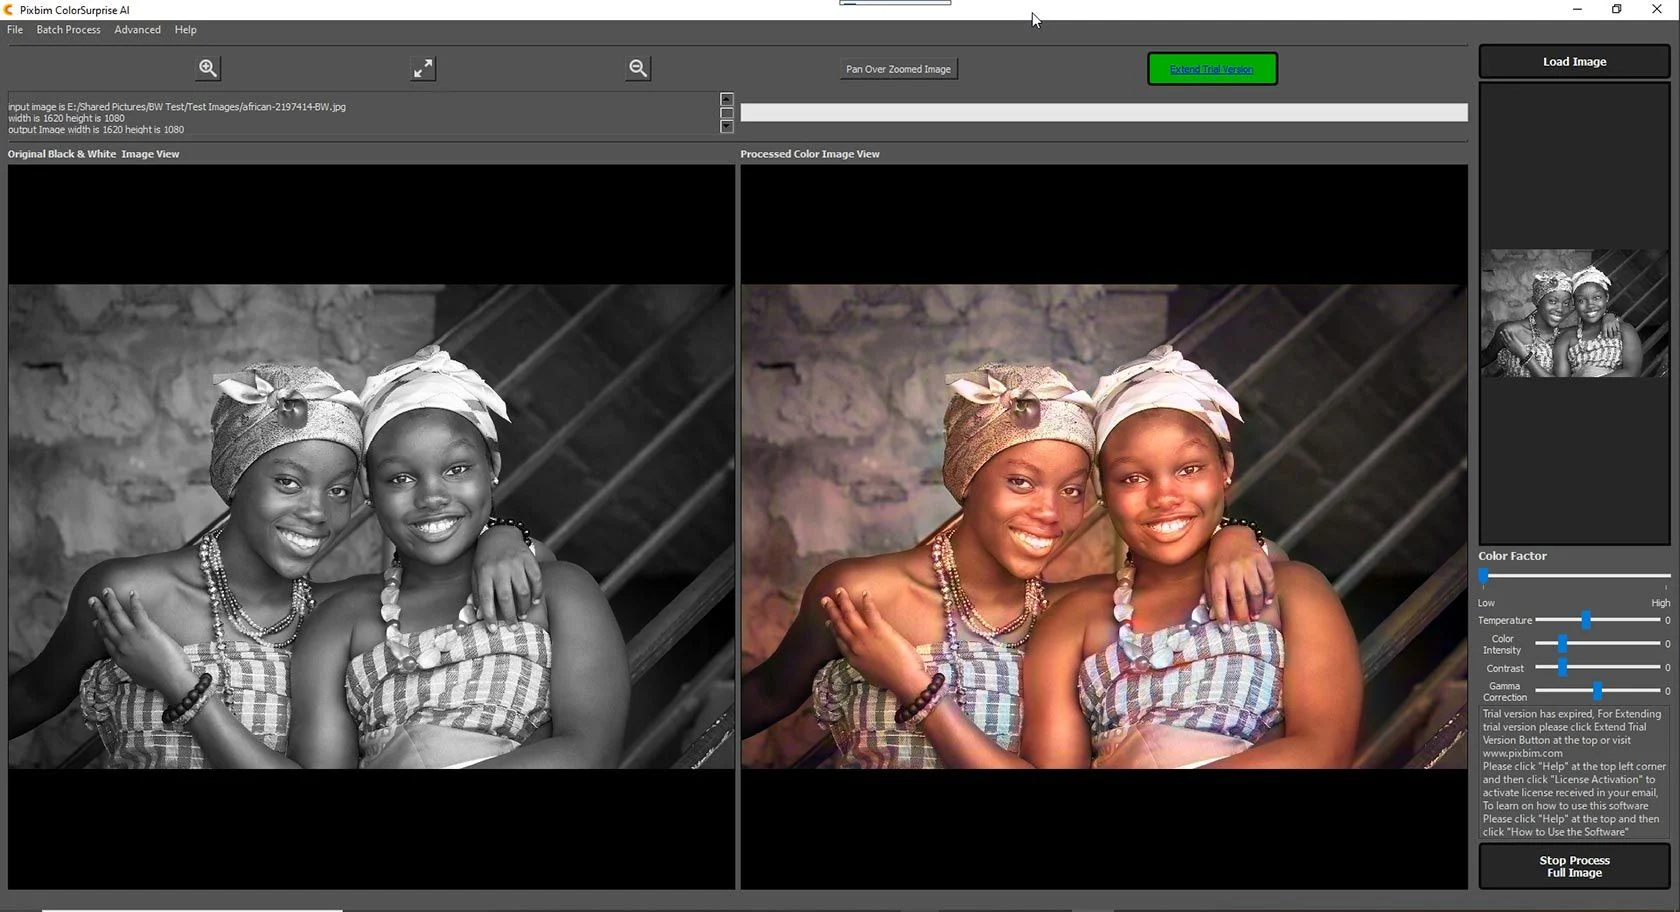 Pixbim ColorSurprise AI
File Batch Process Advanced Help
Pan Over Zoomed Image
Extend Trial Version
Load Image
input image is E:/Shared Pictures/BW Test/Test Images/african-2197414-BW.jpg
width is 1620 height is 1080
output Image width is 1620 height is 1080
Original Black & White Image View
Processed Color Image View
Color Factor
Low High
Temperature 0
Color
Intensity 0
Contrast 0
Gamma
Correction 0
Trial version has expired, For Extending
trial version please click Extend Trial
Version Button at the top or visit
www.pixbim.com
Please click "Help" at the top left corner
and then click "License Activation" to
activate license received in your email,
To learn on how to use this software
Please click "Help" at the top and then
click "How to Use the Software"
Stop Process
Full Image